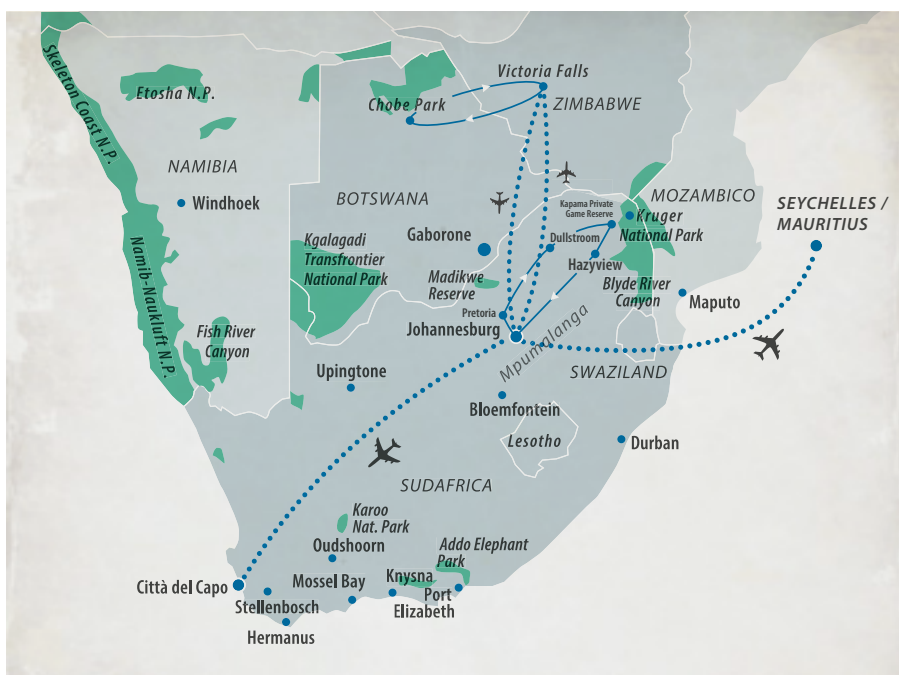 Skeleton Coast N.P.
Etosha N.P.
Victoria Falls
Chobe Park
ZIMBABWE
NAMIBIA
Windhoek
BOTSWANA
MOZAMBICO
Kapama Private
Game Reserve
Kruger
National Park
SEYCHELLES /
MAURITIUS
Gaborone
Dullstroom
Kgalagadi
Transfrontier
National Park
Hazyview
Madikwe
Reserve
Blyde River
Canyon
Maputo
Namib-Naukluft N.P.
Pretoria
Johannesburg
Fish River
Canyon
Mpumalanga
Upingtone
SWAZILAND
Bloemfontein
Lesotho
Durban
SUDAFRICA
Karoo
Nat. Park
Oudshoorn
Addo Elephant
Park
Città del Capo
Mossel Bay
Knysna
Port
Elizabeth
Stellenbosch
Hermanus